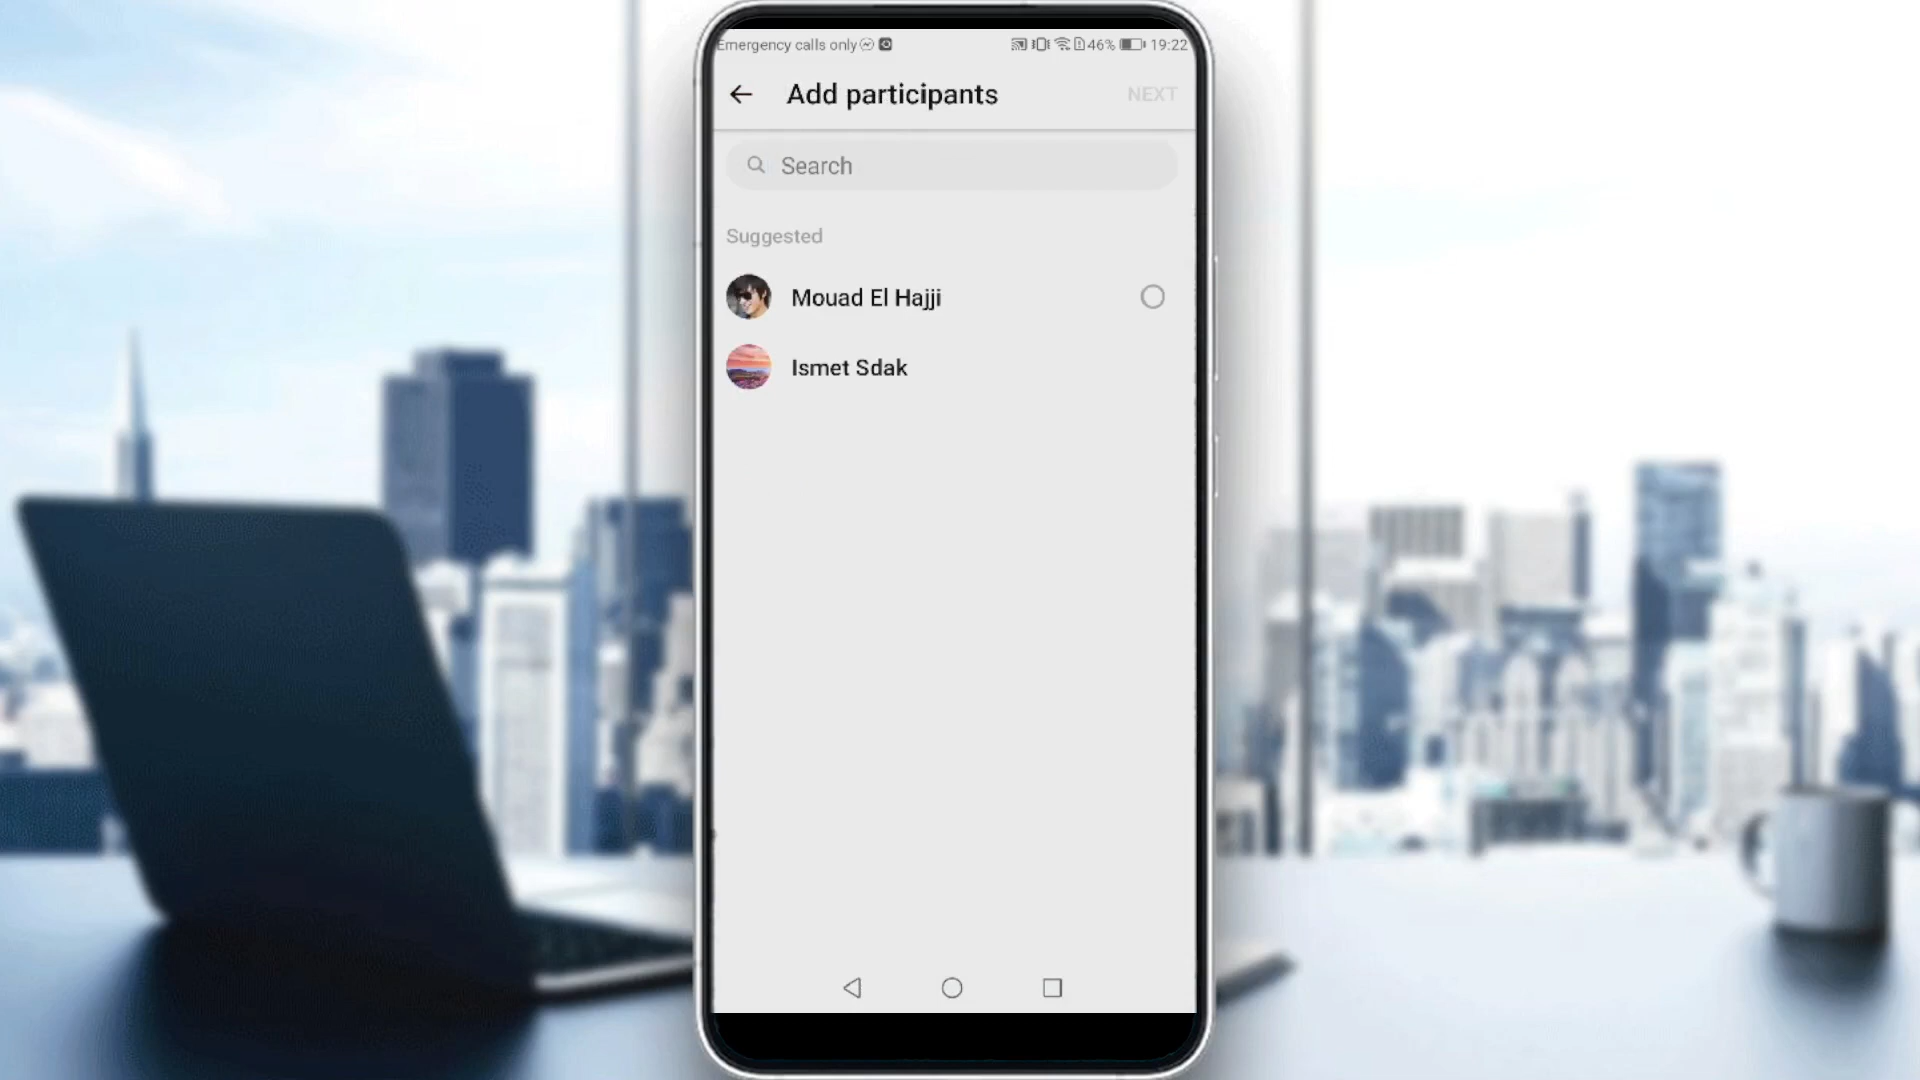 Emergency calls only 46% 19:22
Add participants NEXT
Search
Suggested
Mouad El Hajji
Ismet Sdak